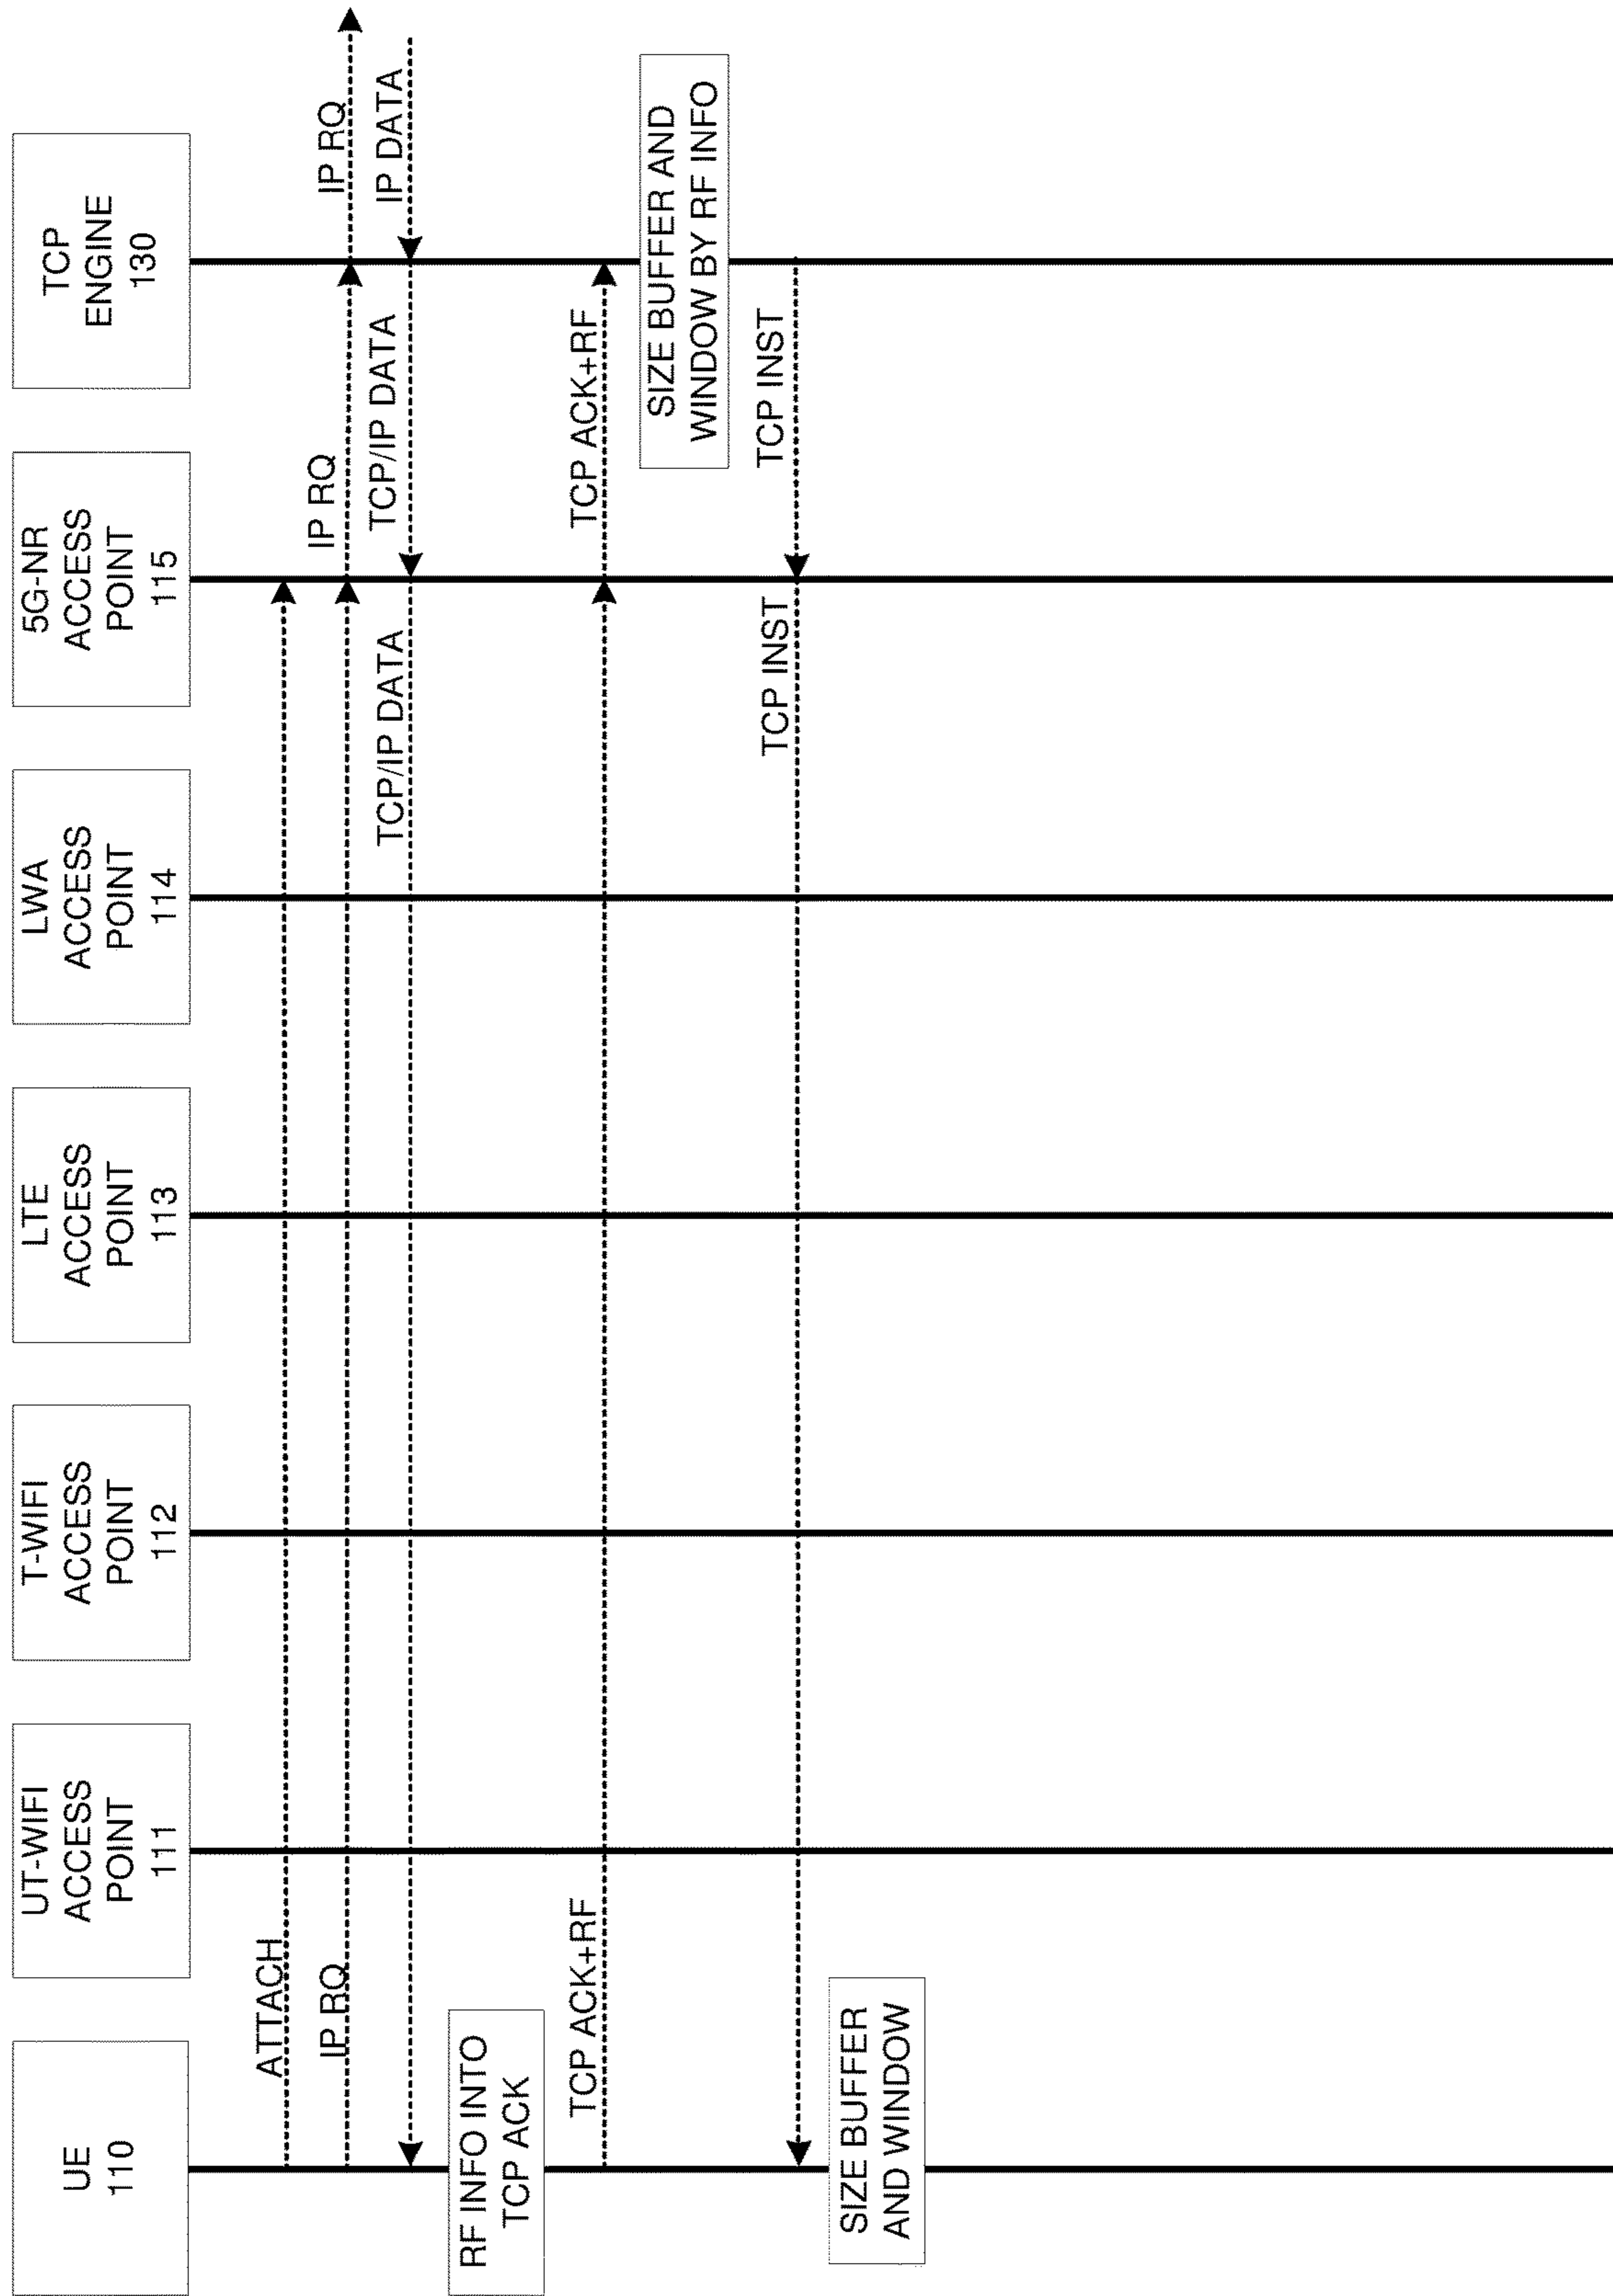 UE
110
UT-WIFI
ACCESS
POINT
111
T-WIFI
ACCESS
POINT
112
LTE
ACCESS
POINT
113
LWA
ACCESS
POINT
114
5G-NR
ACCESS
POINT
115
TCP
ENGINE
130
ATTACH
IP RQ
IP RQ
IP RQ
TCP/IP DATA
TCP/IP DATA
IP DATA
RF INFO INTO
TCP ACK
TCP ACK+RF
TCP ACK+RF
SIZE BUFFER AND
WINDOW BY RF INFO
TCP INST
TCP INST
SIZE BUFFER
AND WINDOW